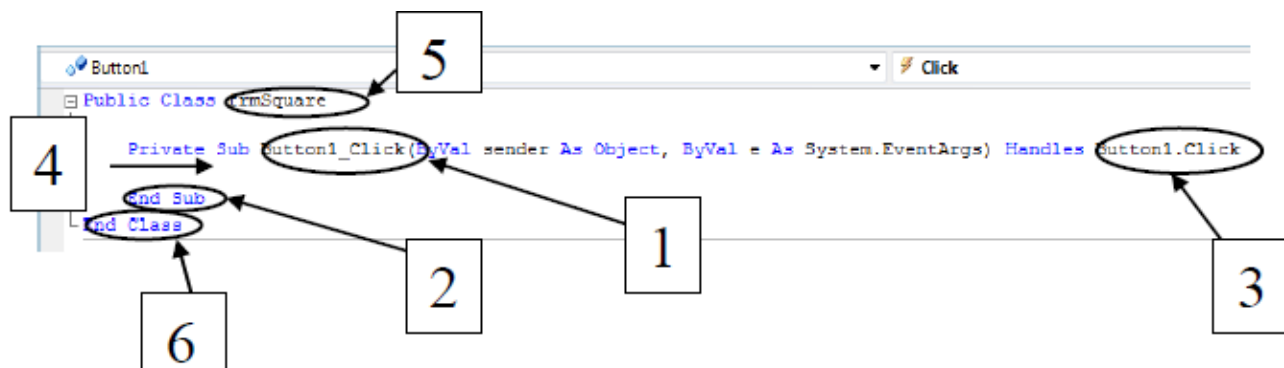 5
Button1 Click
Public Class frmSquare
4 Private Sub Button1_Click(ByVal sender As Object, ByVal e As System.EventArgs) Handles Button1.Click
End Sub
End Class
1
2
3
6